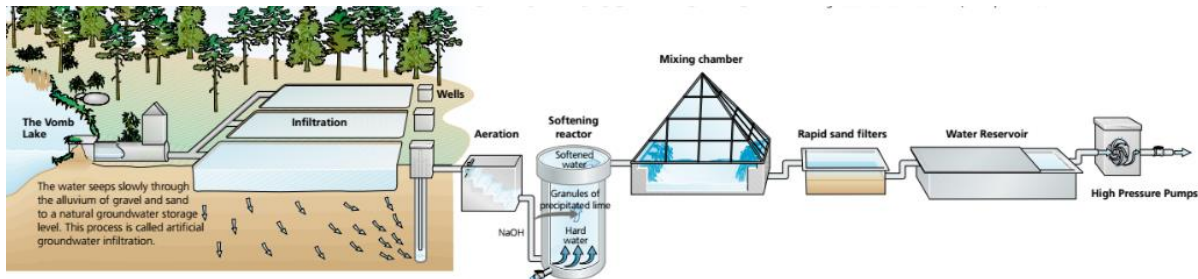 Mixing chamber
Wells
The Vomb
Lake
Infiltration
Aeration
Softening
reactor
Rapid sand filters
Water Reservoir
Softened
water
The water seeps slowly through
the alluvium of gravel and sand
to a natural groundwater storage
level. This process is called artificial
groundwater infiltration.
Granules of
precipitated lime
NaOH
Hard
water
High Pressure Pumps